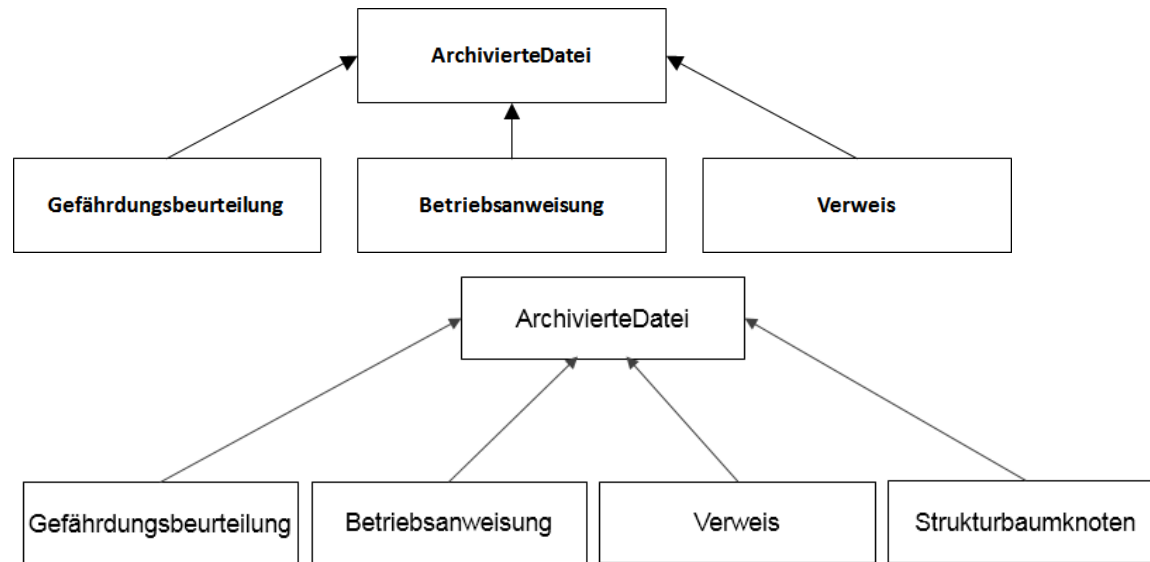 ArchivierteDatei
Gefährdungsbeurteilung
Betriebsanweisung
Verweis
ArchivierteDatei
Gefährdungsbeurteilung
Betriebsanweisung
Verweis
Strukturbaumknoten